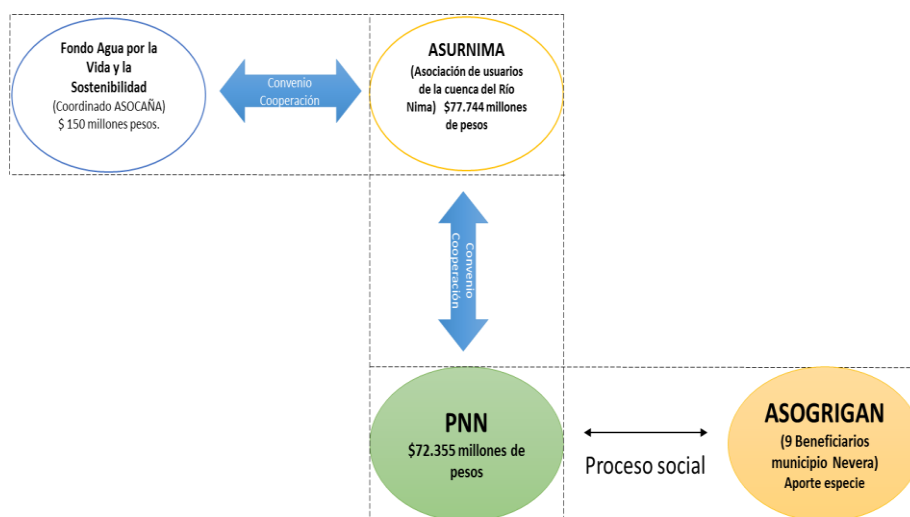 Fondo Agua por la
Vida y la
Sostenibilidad
(Coordinado ASOCAÑA)
$ 150 millones pesos.
Convenio
Cooperación
ASURNIMA
(Asociación de usuarios
de la cuenca del Río
Nima) $77.744 millones
de pesos
Convenio
Cooperación
PNN
$72.355 millones de
pesos
Proceso social
ASOGRIGAN
(9 Beneficiarios
municipio Nevera)
Aporte especie